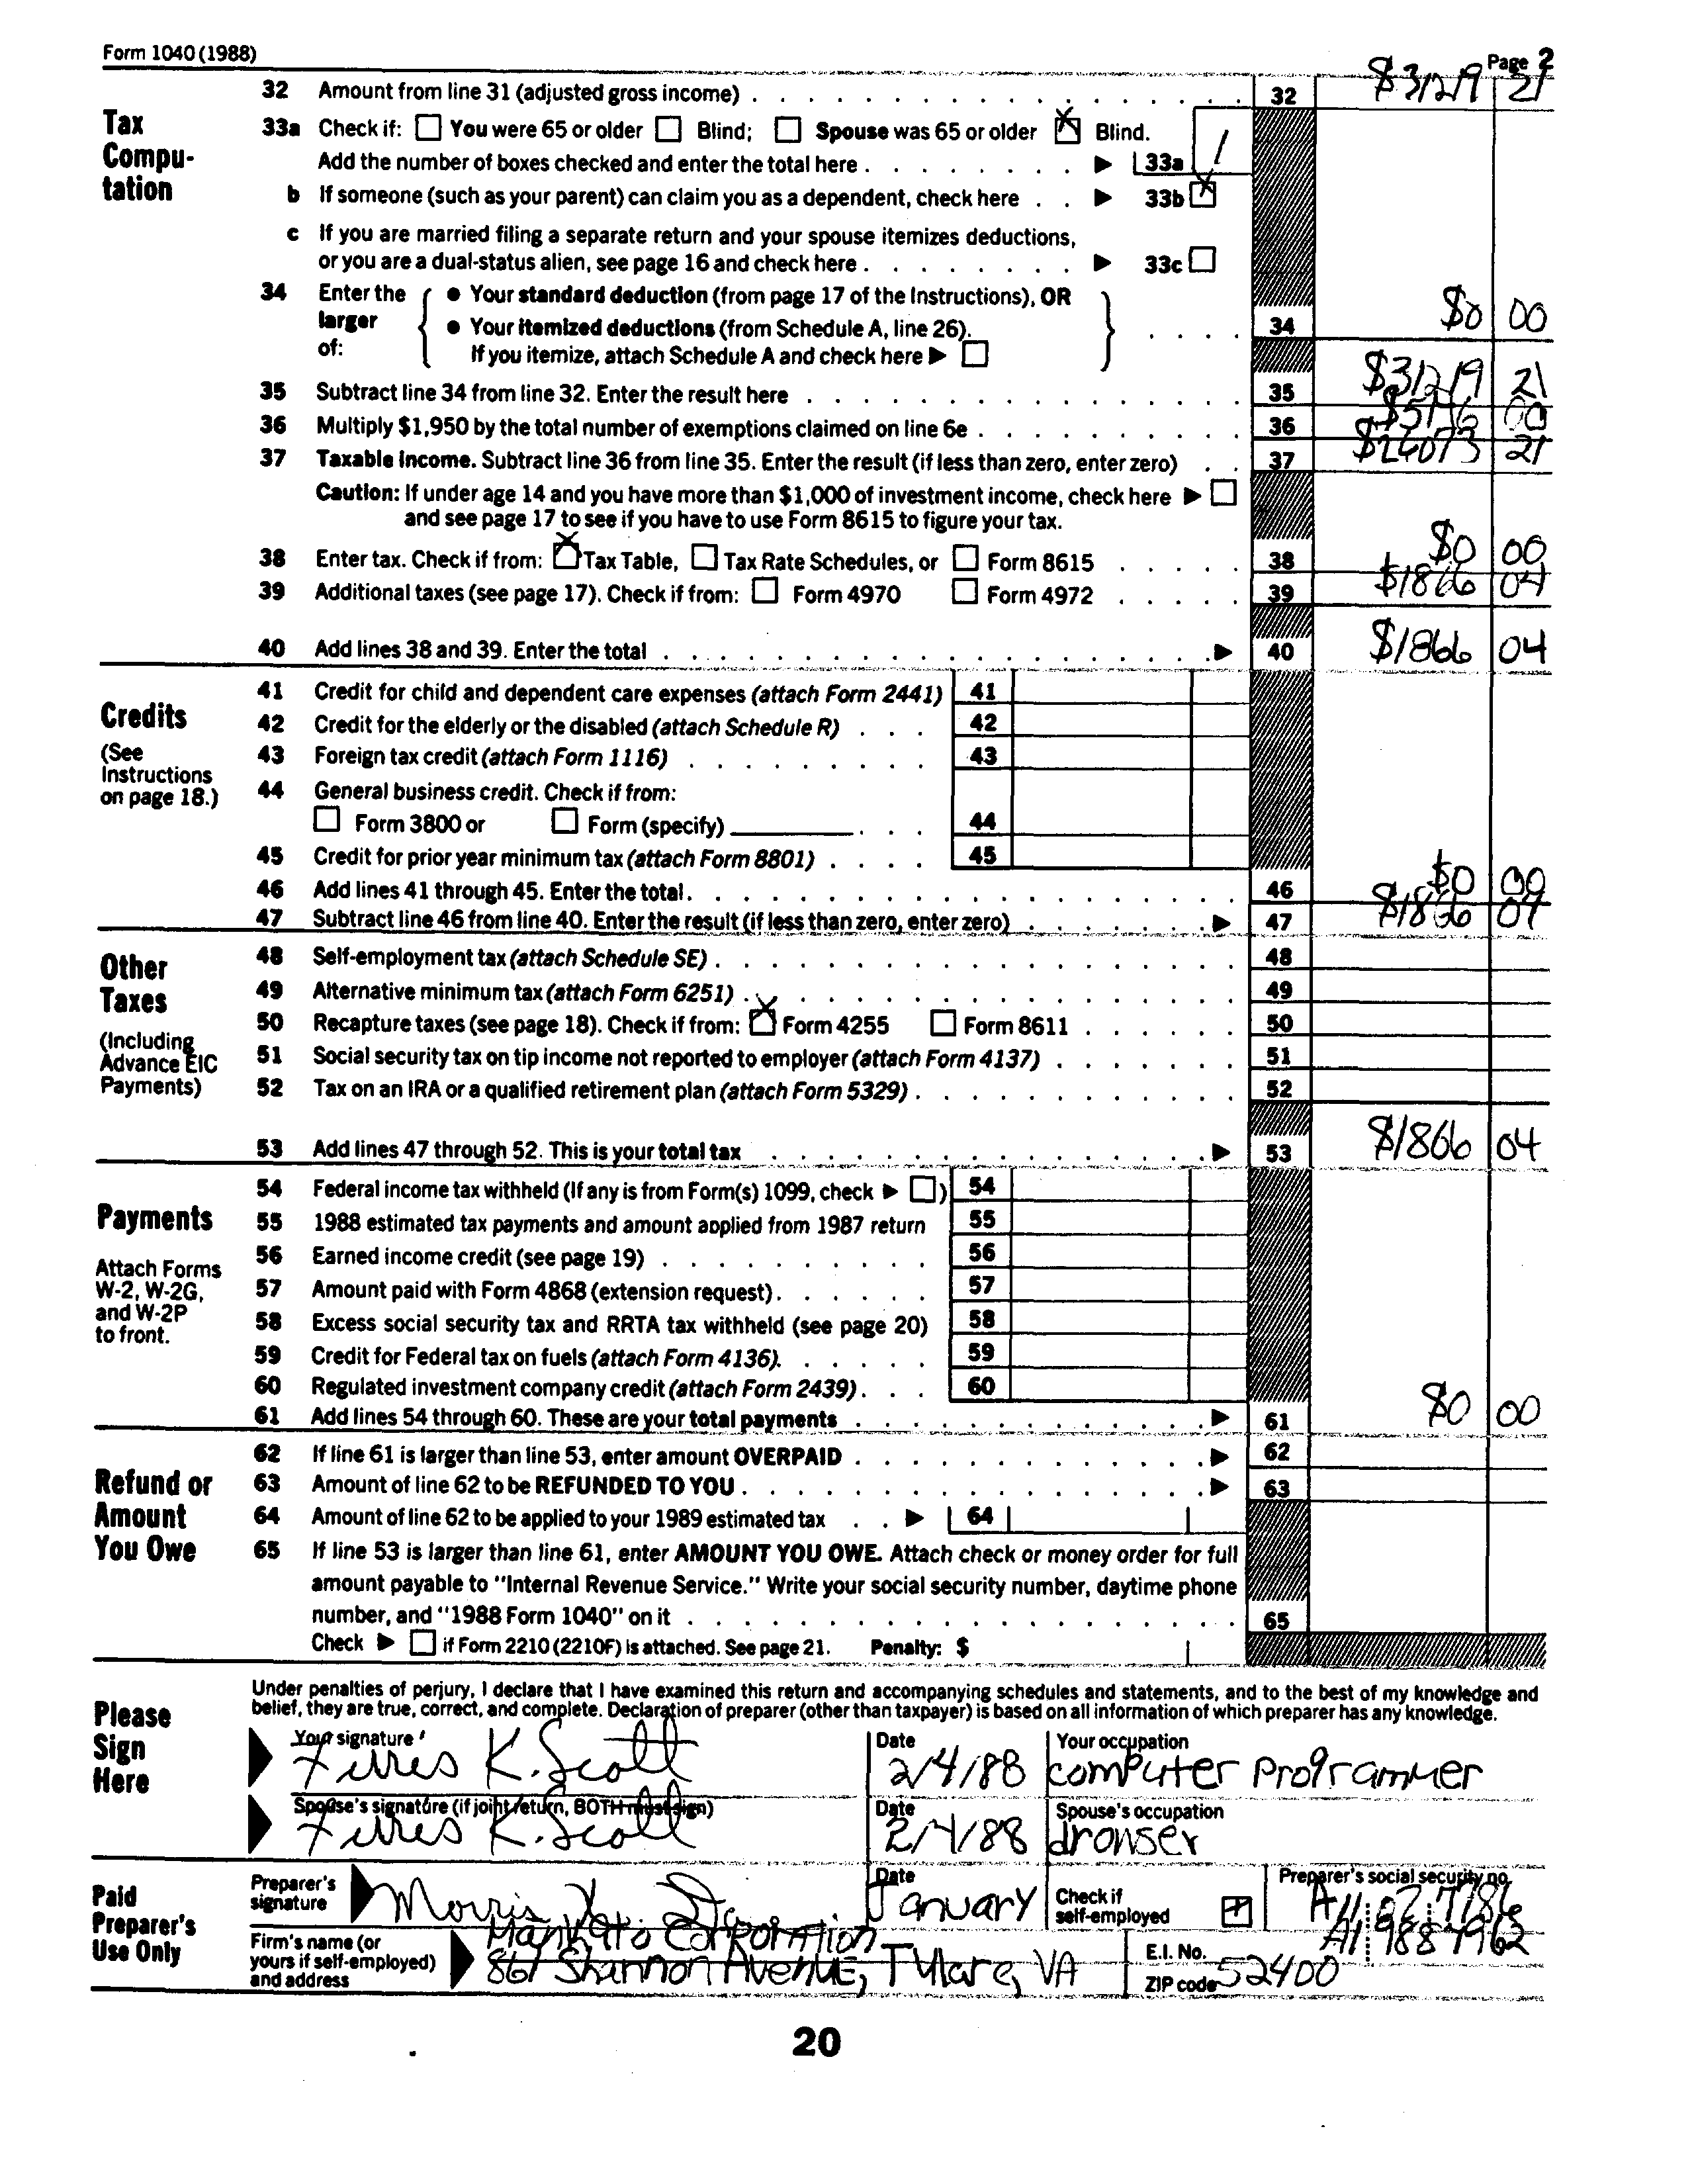 Form 1040 (1988)
Page 2
Tax Computation
32 Amount from line 31 (adjusted gross income) 32 $31219 21
33a Check if: You were 65 or older Blind; Spouse was 65 or older X Blind.
Add the number of boxes checked and enter the total here 33a 1
b If someone (such as your parent) can claim you as a dependent, check here 33b X
c If you are married filing a separate return and your spouse itemizes deductions,
or you are a dual-status alien, see page 16 and check here 33c
34 Enter the larger of: • Your standard deduction (from page 17 of the Instructions), OR
• Your itemized deductions (from Schedule A, line 26).
If you itemize, attach Schedule A and check here
34 $0 00
35 Subtract line 34 from line 32. Enter the result here 35 $31219 21
36 Multiply $1,950 by the total number of exemptions claimed on line 6e 36 $5146 00
37 Taxable income. Subtract line 36 from line 35. Enter the result (if less than zero, enter zero) 37 $26073 21
Caution: If under age 14 and you have more than $1,000 of investment income, check here
and see page 17 to see if you have to use Form 8615 to figure your tax.
38 Enter tax. Check if from: X Tax Table, Tax Rate Schedules, or Form 8615 38 $0 00
39 Additional taxes (see page 17). Check if from: Form 4970 Form 4972 39 $1866 04
40 Add lines 38 and 39. Enter the total 40 $1866 04
Credits
(See Instructions on page 18.)
41 Credit for child and dependent care expenses (attach Form 2441) 41
42 Credit for the elderly or the disabled (attach Schedule R) 42
43 Foreign tax credit (attach Form 1116) 43
44 General business credit. Check if from:
Form 3800 or Form (specify) 44
45 Credit for prior year minimum tax (attach Form 8801) 45
46 Add lines 41 through 45. Enter the total 46 $0 00
47 Subtract line 46 from line 40. Enter the result (if less than zero, enter zero) 47 $1866 04
Other Taxes
(Including Advance EIC Payments)
48 Self-employment tax (attach Schedule SE) 48
49 Alternative minimum tax (attach Form 6251) 49
50 Recapture taxes (see page 18). Check if from: X Form 4255 Form 8611 50
51 Social security tax on tip income not reported to employer (attach Form 4137) 51
52 Tax on an IRA or a qualified retirement plan (attach Form 5329) 52
53 Add lines 47 through 52. This is your total tax 53 $1866 04
Payments
Attach Forms W-2, W-2G, and W-2P to front.
54 Federal income tax withheld (If any is from Form(s) 1099, check ) 54
55 1988 estimated tax payments and amount applied from 1987 return 55
56 Earned income credit (see page 19) 56
57 Amount paid with Form 4868 (extension request) 57
58 Excess social security tax and RRTA tax withheld (see page 20) 58
59 Credit for Federal tax on fuels (attach Form 4136) 59
60 Regulated investment company credit (attach Form 2439) 60
61 Add lines 54 through 60. These are your total payments 61 $0 00
Refund or Amount You Owe
62 If line 61 is larger than line 53, enter amount OVERPAID 62
63 Amount of line 62 to be REFUNDED TO YOU 63
64 Amount of line 62 to be applied to your 1989 estimated tax 64
65 If line 53 is larger than line 61, enter AMOUNT YOU OWE. Attach check or money order for full
amount payable to "Internal Revenue Service." Write your social security number, daytime phone
number, and "1988 Form 1040" on it 65
Check if Form 2210 (2210F) is attached. See page 21. Penalty: $
Please Sign Here
Under penalties of perjury, I declare that I have examined this return and accompanying schedules and statements, and to the best of my knowledge and
belief, they are true, correct, and complete. Declaration of preparer (other than taxpayer) is based on all information of which preparer has any knowledge.
Your signature K. Scott Date 2/4/88 Your occupation computer programmer
Spouse's signature (if joint return, BOTH must sign) K. Scott Date 2/4/88 Spouse's occupation
Paid Preparer's Use Only
Preparer's signature Morris Date January Check if self-employed Preparer's social security no.
Firm's name (or yours if self-employed) and address Corporation
861 Shannon Avenue, Tylare, VA E.I. No. ZIP code 52400
20